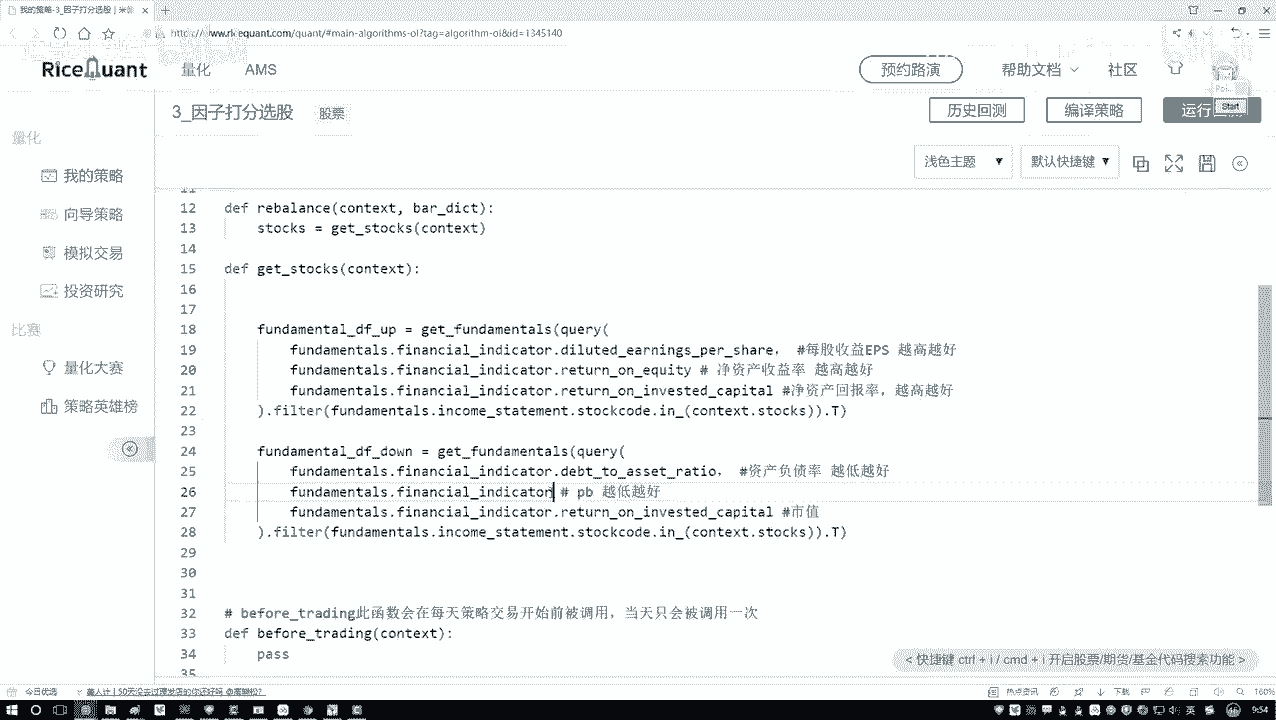 我的策略-3_因子打分选股 | 米
www.ricequant.com/quant/#main-algorithms-ol?tag=algorithm-ol&id=1345140
RiceQuant
量化
AMS
预约路演
帮助文档
社区
3_因子打分选股
股票
历史回测
编译策略
运行
Start
量化
浅色主题
默认快捷键
我的策略
向导策略
模拟交易
投资研究
比赛
量化大赛
策略英雄榜
12 def rebalance(context, bar_dict):
13 stocks = get_stocks(context)
14
15 def get_stocks(context):
16
17
18 fundamental_df_up = get_fundamentals(query(
19 fundamentals.financial_indicator.diluted_earnings_per_share， #每股收益EPS 越高越好
20 fundamentals.financial_indicator.return_on_equity # 净资产收益率 越高越好
21 fundamentals.financial_indicator.return_on_invested_capital #净资产回报率，越高越好
22 ).filter(fundamentals.income_statement.stockcode.in_(context.stocks)).T)
23
24 fundamental_df_down = get_fundamentals(query(
25 fundamentals.financial_indicator.debt_to_asset_ratio， #资产负债率 越低越好
26 fundamentals.financial_indicator # pb 越低越好
27 fundamentals.financial_indicator.return_on_invested_capital #市值
28 ).filter(fundamentals.income_statement.stockcode.in_(context.stocks)).T)
29
30
31
32 # before_trading此函数会在每天策略交易开始前被调用，当天只会被调用一次
33 def before_trading(context):
34 pass
35
< 快捷键 ctrl + i / cmd + i 开启股票/期货/基金代码搜索功能 >
今日优选
热点资讯
下载
160%
英
9:54